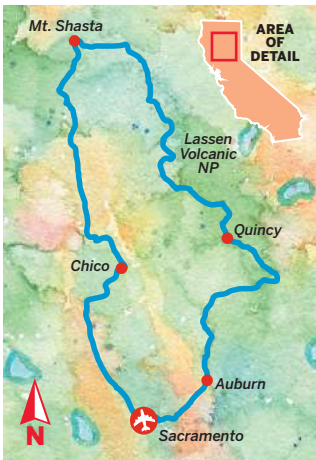 Mt. Shasta
AREA
OF
DETAIL
Lassen
Volcanic
NP
Quincy
Chico
Auburn
N
Sacramento